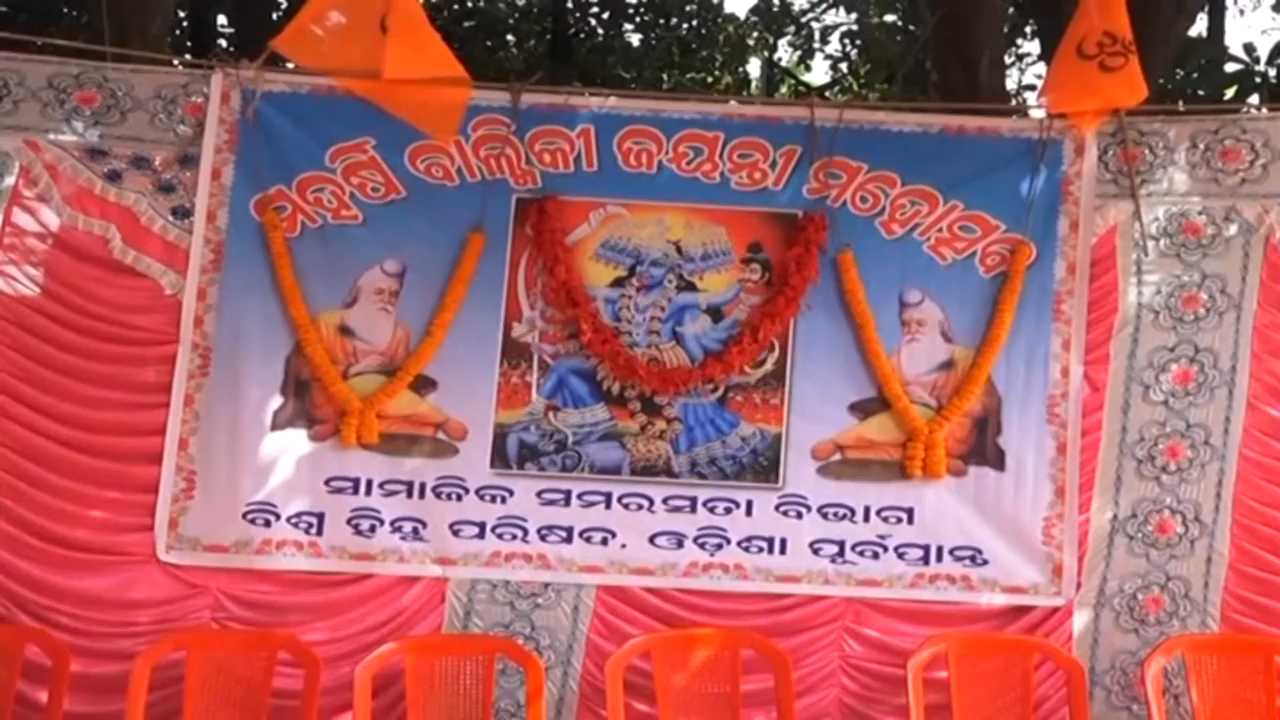 ମହର୍ଷି ବାଲ୍ମିକୀ ଜୟନ୍ତୀ ମହୋତ୍ସବ
ସାମାଜିକ ସମରସତା ବିଭାଗ
ବିଶ୍ୱ ହିନ୍ଦୁ ପରିଷଦ, ଓଡ଼ିଶା ପୂର୍ବପ୍ରାନ୍ତ